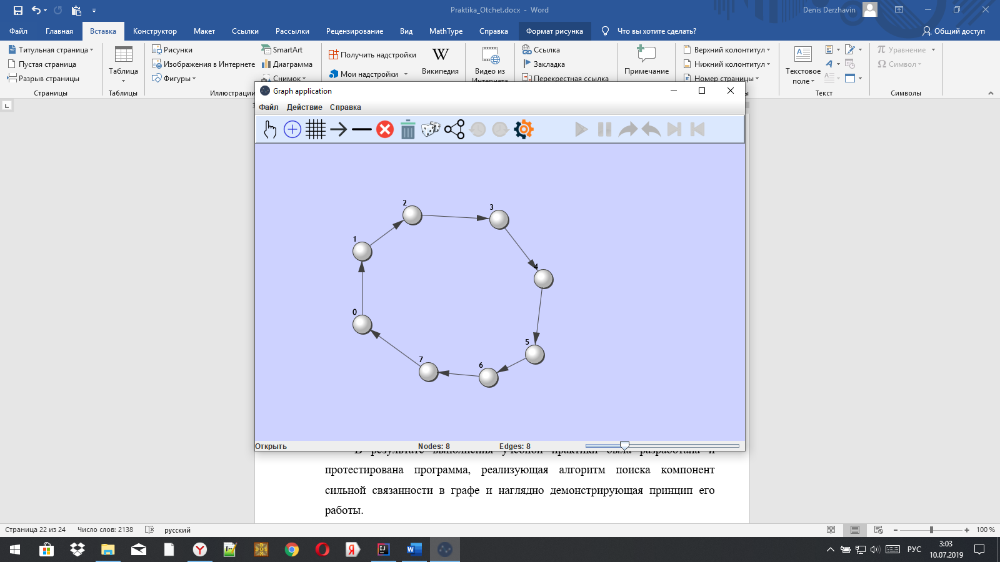 Praktika_Otchet.docx - Word
Denis Derzhavin
Файл Главная Вставка Конструктор Макет Ссылки Рассылки Рецензирование Вид MathType Справка Формат рисунка Что вы хотите сделать? Общий доступ
Титульная страница
Пустая страница
Разрыв страницы
Страницы
Таблица
Таблицы
Рисунки
Изображения в Интернете
Фигуры
SmartArt
Диаграмма
Снимок
Иллюстрации
Получить надстройки
Мои надстройки
W
Википедия
Видео из
Интернета
Ссылка
Закладка
Перекрестная ссылка
Примечание
Верхний колонтитул
Нижний колонтитул
Номер страницы
Текстовое
поле
Текст
Уравнение
Символ
Символы
Graph application
Файл Действие Справка
2
3
1
4
0
5
7
6
Открыть Nodes: 8 Edges: 8
В результате выполнения учебной практики была разработана и
протестирована программа, реализующая алгоритм поиска компонент
сильной связанности в графе и наглядно демонстрирующая принцип его
работы.
Страница 22 из 24 Число слов: 2138 русский 100 %
РУС
3:03
10.07.2019